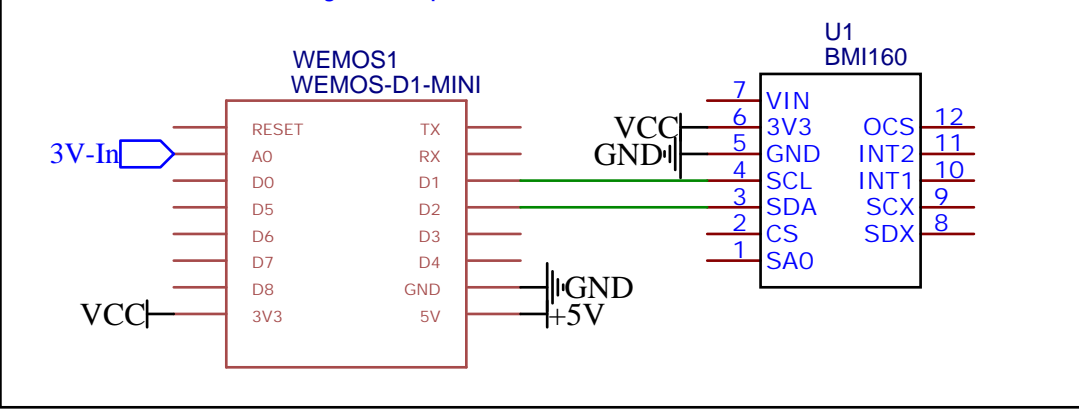 WEMOS1
WEMOS-D1-MINI
RESET TX
3V-In A0 RX
D0 D1
D5 D2
D6 D3
D7 D4
D8 GND GND
VCC 3V3 5V +5V
U1
BMI160
7 VIN
VCC 6 3V3 OCS 12
GND 5 GND INT2 11
4 SCL INT1 10
3 SDA SCX 9
2 CS SDX 8
1 SA0